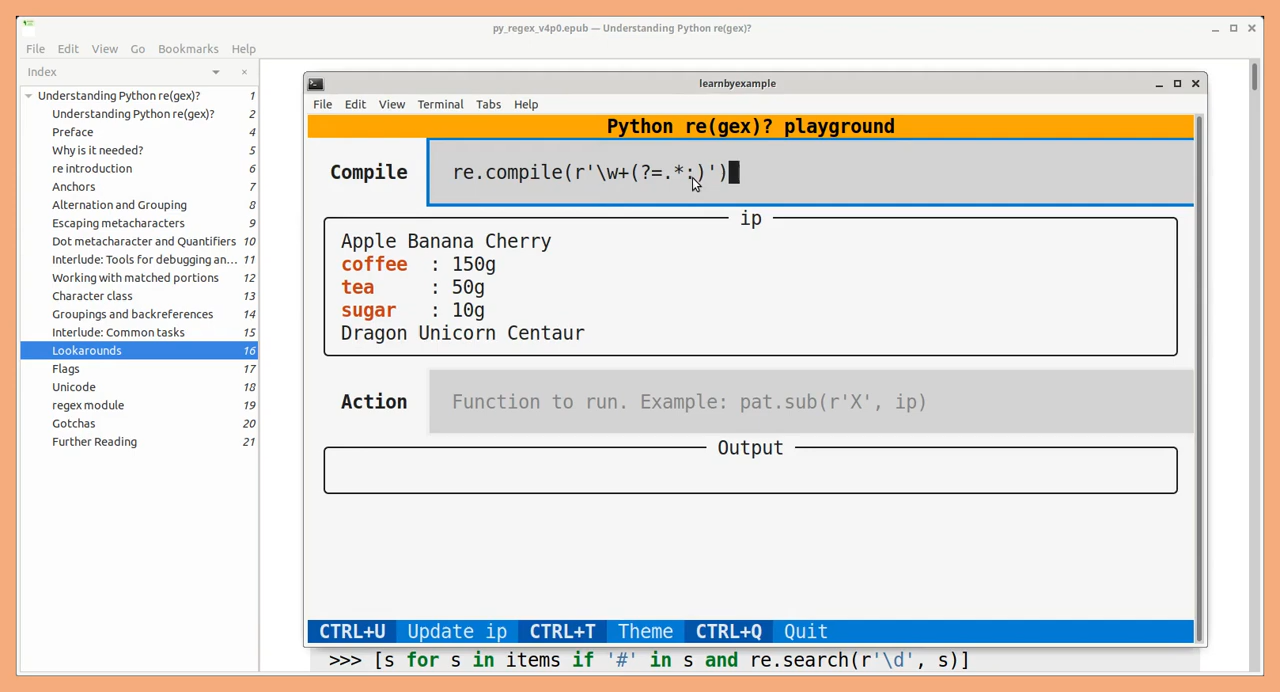 py_regex_v4p0.epub — Understanding Python re(gex)?
File Edit View Go Bookmarks Help
Index
Understanding Python re(gex)? 1
Understanding Python re(gex)? 2
Preface 4
Why is it needed? 5
re introduction 6
Anchors 7
Alternation and Grouping 8
Escaping metacharacters 9
Dot metacharacter and Quantifiers 10
Interlude: Tools for debugging an... 11
Working with matched portions 12
Character class 13
Groupings and backreferences 14
Interlude: Common tasks 15
Lookarounds 16
Flags 17
Unicode 18
regex module 19
Gotchas 20
Further Reading 21
learnbyexample
File Edit View Terminal Tabs Help
Python re(gex)? playground
Compile re.compile(r'\w+(?=.*:)')
ip
Apple Banana Cherry
coffee : 150g
tea : 50g
sugar : 10g
Dragon Unicorn Centaur
Action Function to run. Example: pat.sub(r'X', ip)
Output
CTRL+U Update ip CTRL+T Theme CTRL+Q Quit
>>> [s for s in items if '#' in s and re.search(r'\d', s)]